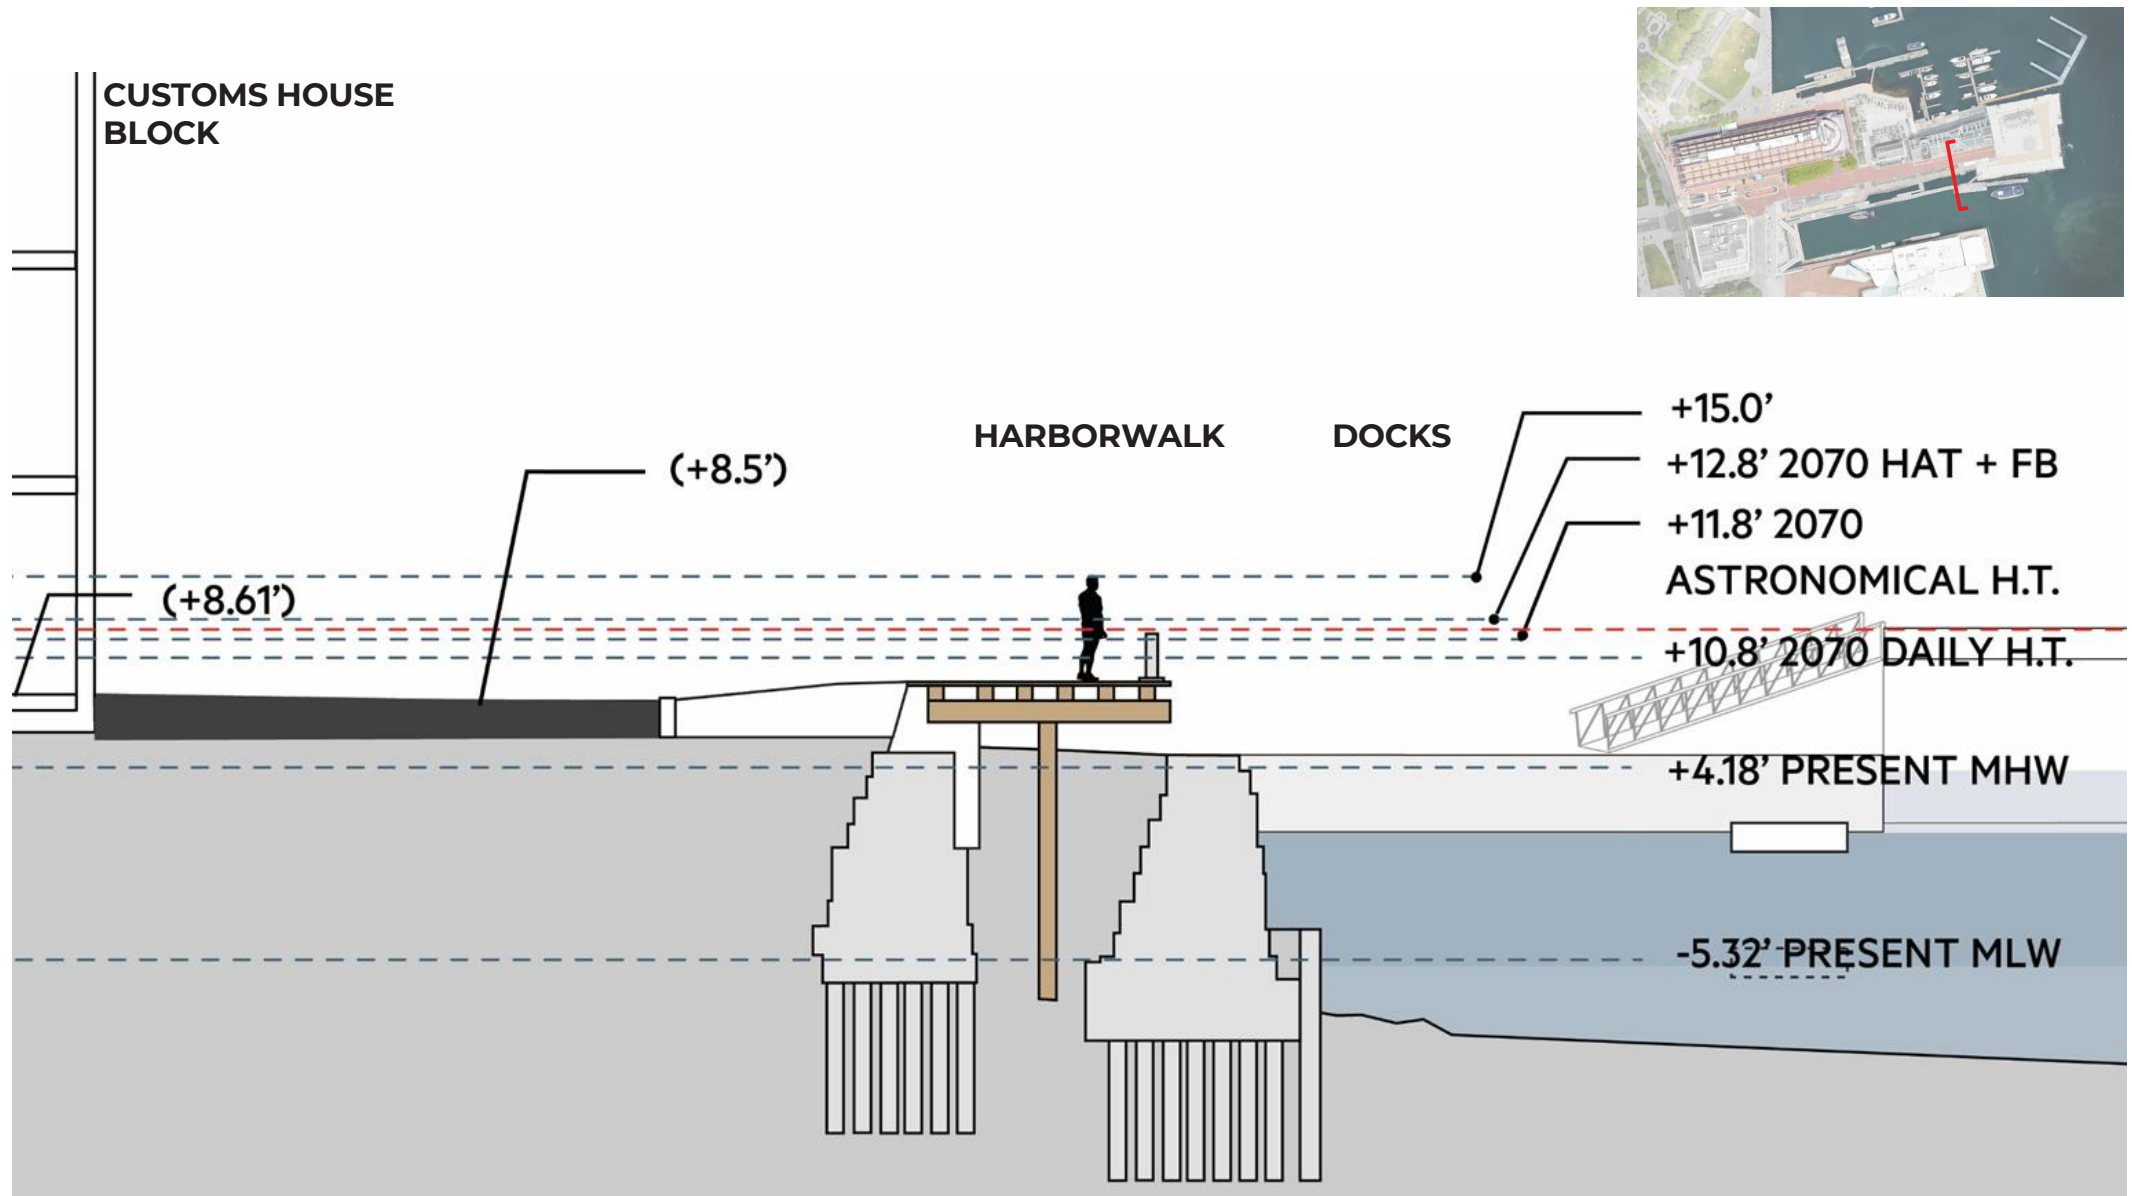 CUSTOMS HOUSE
BLOCK
HARBORWALK
DOCKS
(+8.5’)
(+8.61’)
+15.0’
+12.8’ 2070 HAT + FB
+11.8’ 2070
ASTRONOMICAL H.T.
+10.8’ 2070 DAILY H.T.
+4.18’ PRESENT MHW
-5.32’ PRESENT MLW